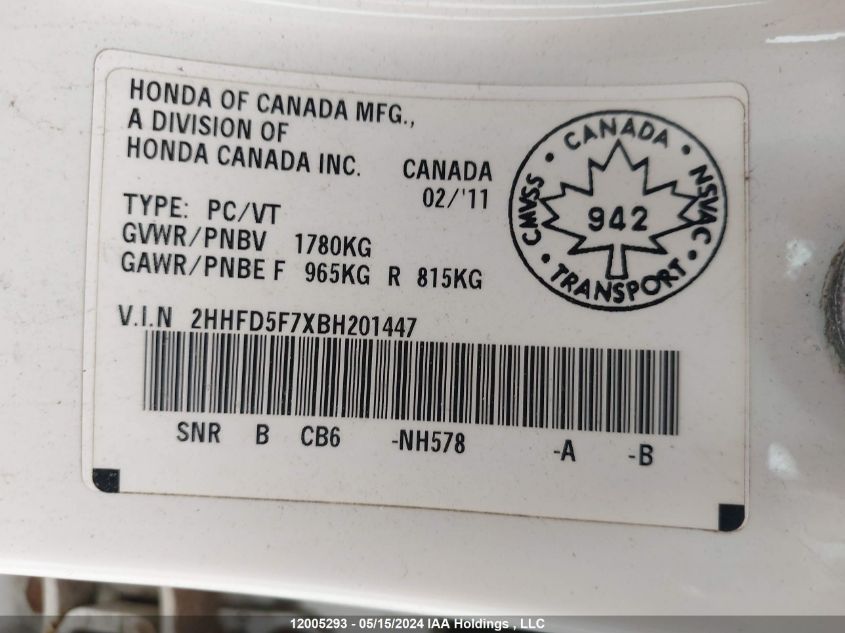 HONDA OF CANADA MFG.,
A DIVISION OF
HONDA CANADA INC.
CANADA
02/'11
TYPE: PC/VT
GVWR/PNBV 1780KG
GAWR/PNBE F 965KG R 815KG
V.I.N 2HHFD5F7XBH201447
SNR B CB6 -NH578 -A -B
• CANADA •
CMVSS
NSVAC
942
• TRANSPORT •
12005293 - 05/15/2024 IAA Holdings , LLC